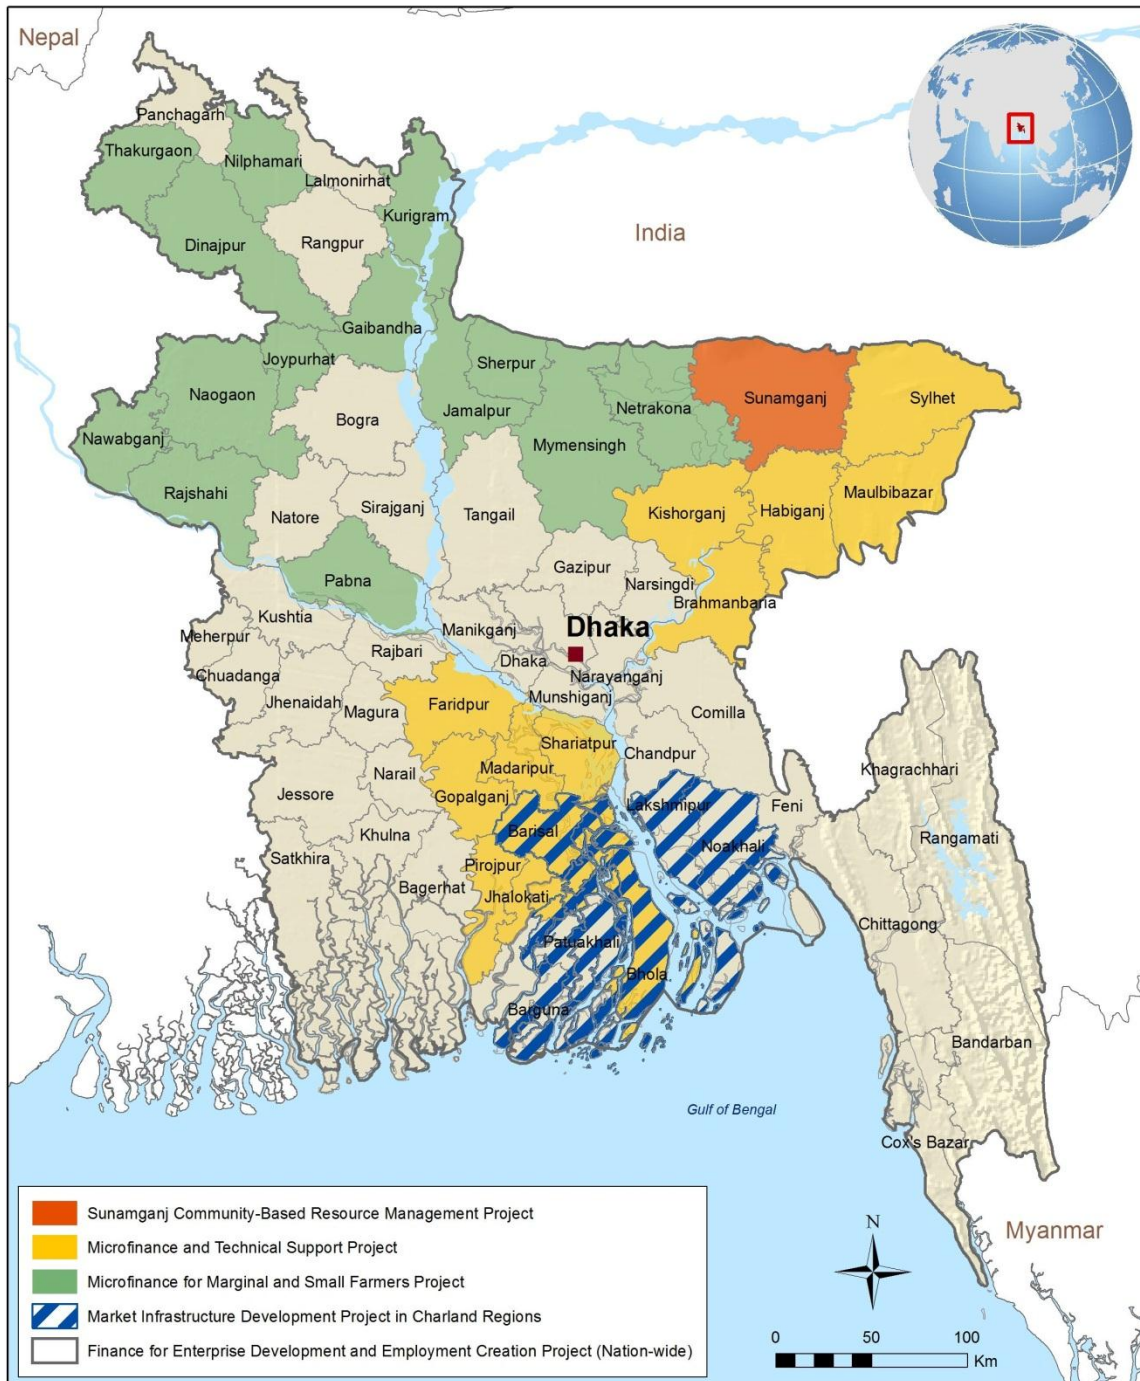 Nepal
Panchagarh
Thakurgaon
Nilphamari
Lalmonirhat
Kurigram
Dinajpur
Rangpur
India
Gaibandha
Joypurhat
Sherpur
Naogaon
Bogra
Jamalpur
Netrakona
Sunamganj
Sylhet
Nawabganj
Mymensingh
Rajshahi
Sirajganj
Tangail
Kishorganj
Habiganj
Maulbibazar
Natore
Gazipur
Pabna
Narsingdi
Brahmanbaria
Kushtia
Meherpur
Manikganj
Dhaka
Rajbari
Dhaka
Chuadanga
Narayanganj
Jhenaidah
Magura
Faridpur
Munshiganj
Comilla
Shariatpur
Chandpur
Madaripur
Narail
Gopalganj
Khagrachhari
Jessore
Lakshmipur
Feni
Khulna
Barisal
Noakhali
Rangamati
Satkhira
Pirojpur
Bagerhat
Jhalokati
Chittagong
Patuakhali
Bhola
Barguna
Bandarban
Gulf of Bengal
Cox's Bazar
Myanmar
Sunamganj Community-Based Resource Management Project
Microfinance and Technical Support Project
Microfinance for Marginal and Small Farmers Project
Market Infrastructure Development Project in Charland Regions
Finance for Enterprise Development and Employment Creation Project (Nation-wide)
N
0 50 100
Km